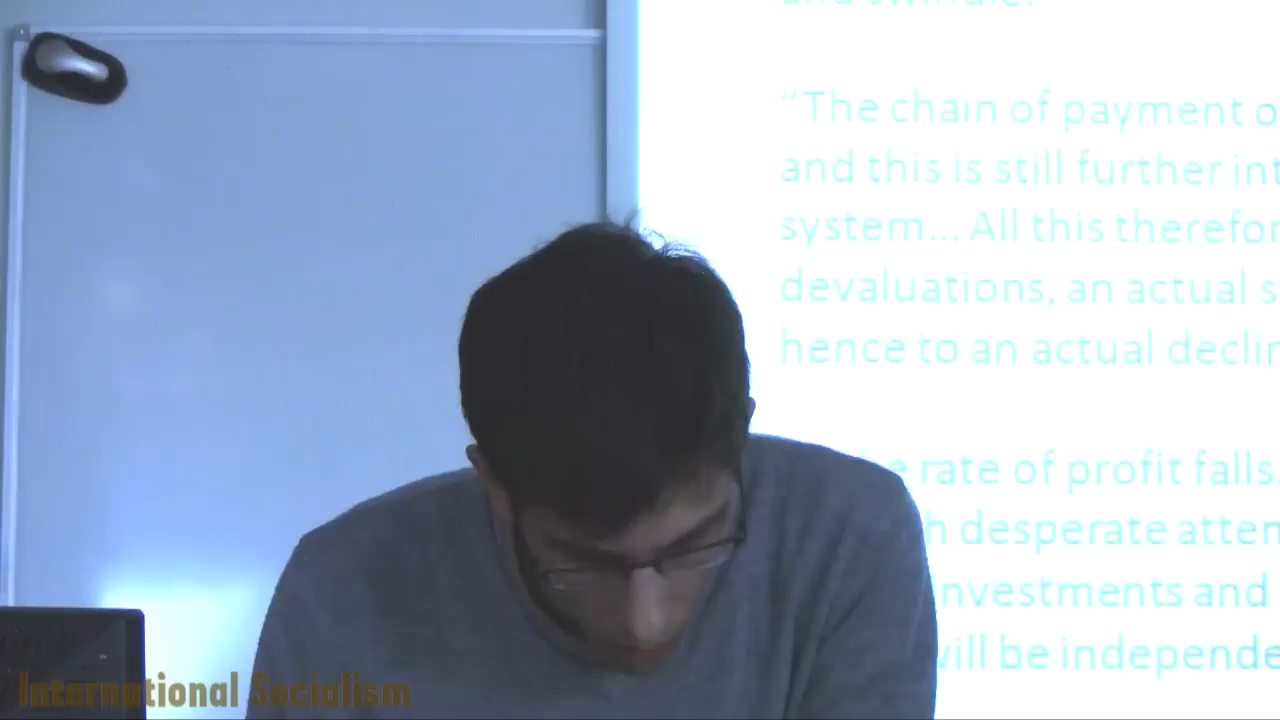 "The chain of payment o
and this is still further int
system... All this therefor
devaluations, an actual s
hence to an actual declin
e rate of profit falls.
h desperate atten
nvestments and
will be independe
International Socialism